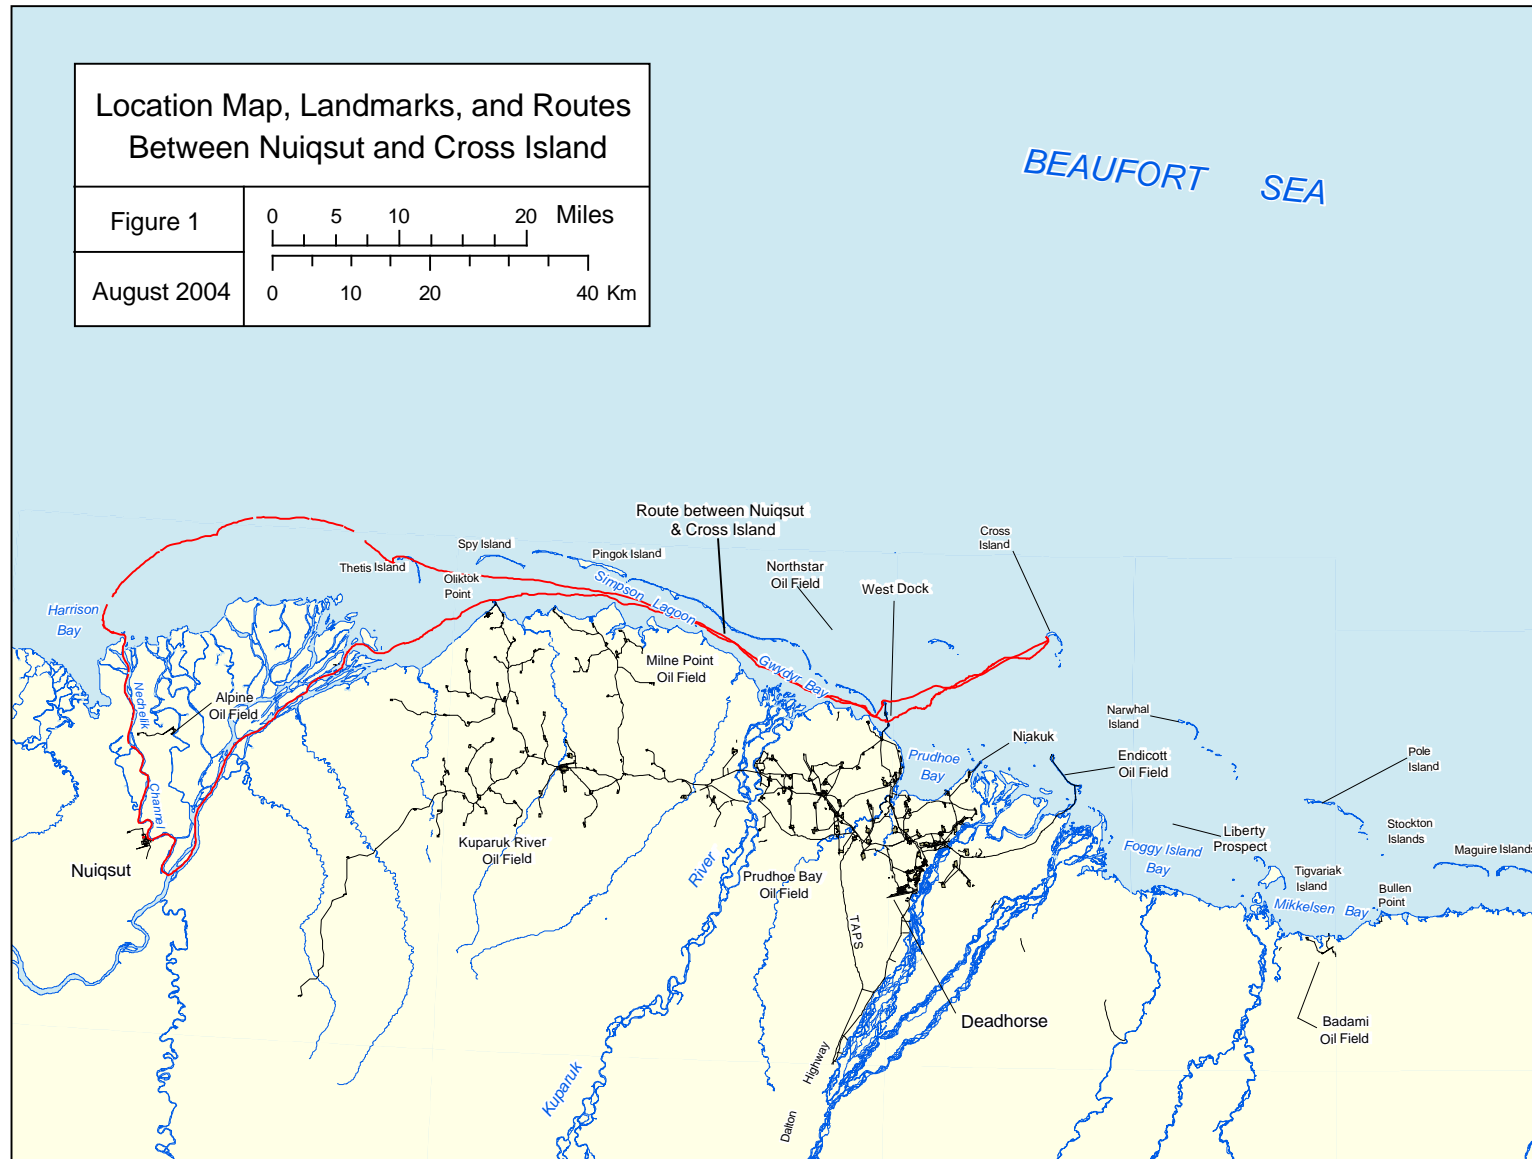 Location Map, Landmarks, and Routes
Between Nuiqsut and Cross Island
Figure 1
August 2004
0 5 10 20 Miles
0 10 20 40 Km
BEAUFORT SEA
Route between Nuiqsut
& Cross Island
Cross
Island
Spy Island
Pingok Island
Thetis Island
Oliktok
Point
Northstar
Oil Field
West Dock
Simpson Lagoon
Harrison
Bay
Milne Point
Oil Field
Gwydyr Bay
Nechelik
Channel
Alpine
Oil Field
Narwhal
Island
Niakuk
Endicott
Oil Field
Prudhoe
Bay
Pole
Island
Stockton
Islands
Liberty
Prospect
Maguire Islands
Foggy Island
Bay
Tigvariak
Island
Bullen
Point
Mikkelsen Bay
Kuparuk River
Oil Field
Nuiqsut
Prudhoe Bay
Oil Field
River
Kuparuk
TAPS
Deadhorse
Badami
Oil Field
Highway
Dalton